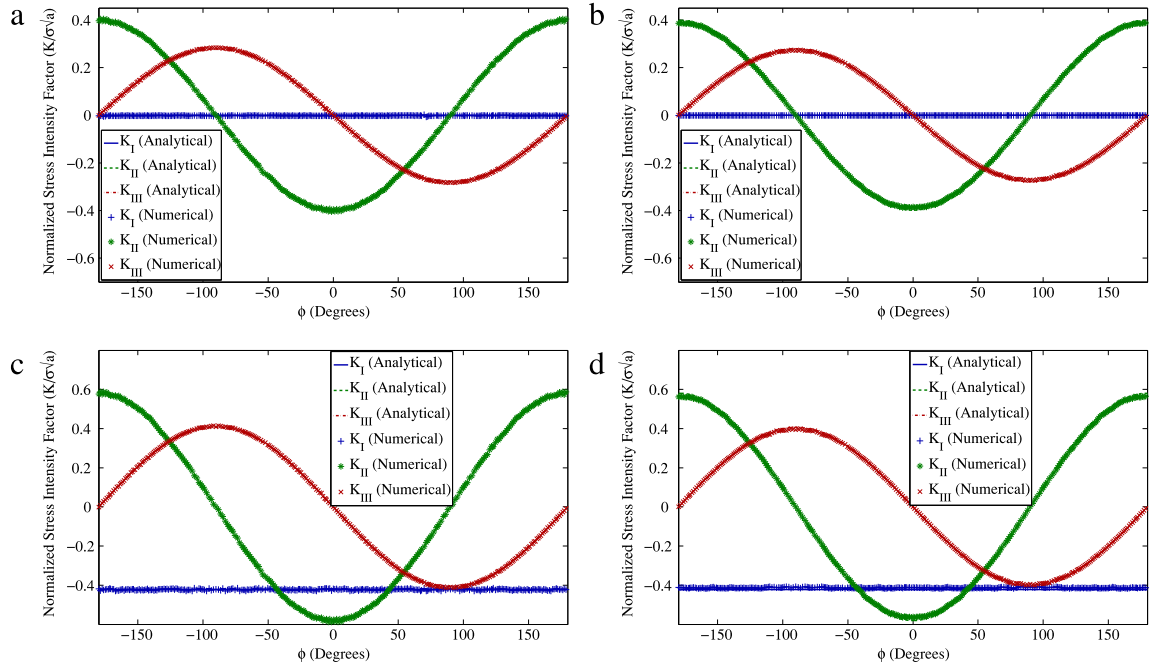 a
Normalized Stress Intensity Factor (K/σ√a)
0.4
0.2
0
−0.2
−0.4
−0.6
K_I (Analytical)
K_II (Analytical)
K_III (Analytical)
K_I (Numerical)
K_II (Numerical)
K_III (Numerical)
−150 −100 −50 0 50 100 150
ϕ (Degrees)
b
Normalized Stress Intensity Factor (K/σ√a)
0.4
0.2
0
−0.2
−0.4
−0.6
K_I (Analytical)
K_II (Analytical)
K_III (Analytical)
K_I (Numerical)
K_II (Numerical)
K_III (Numerical)
−150 −100 −50 0 50 100 150
ϕ (Degrees)
c
Normalized Stress Intensity Factor (K/σ√a)
0.6
0.4
0.2
0
−0.2
−0.4
K_I (Analytical)
K_II (Analytical)
K_III (Analytical)
K_I (Numerical)
K_II (Numerical)
K_III (Numerical)
−150 −100 −50 0 50 100 150
ϕ (Degrees)
d
Normalized Stress Intensity Factor (K/σ√a)
0.6
0.4
0.2
0
−0.2
−0.4
K_I (Analytical)
K_II (Analytical)
K_III (Analytical)
K_I (Numerical)
K_II (Numerical)
K_III (Numerical)
−150 −100 −50 0 50 100 150
ϕ (Degrees)